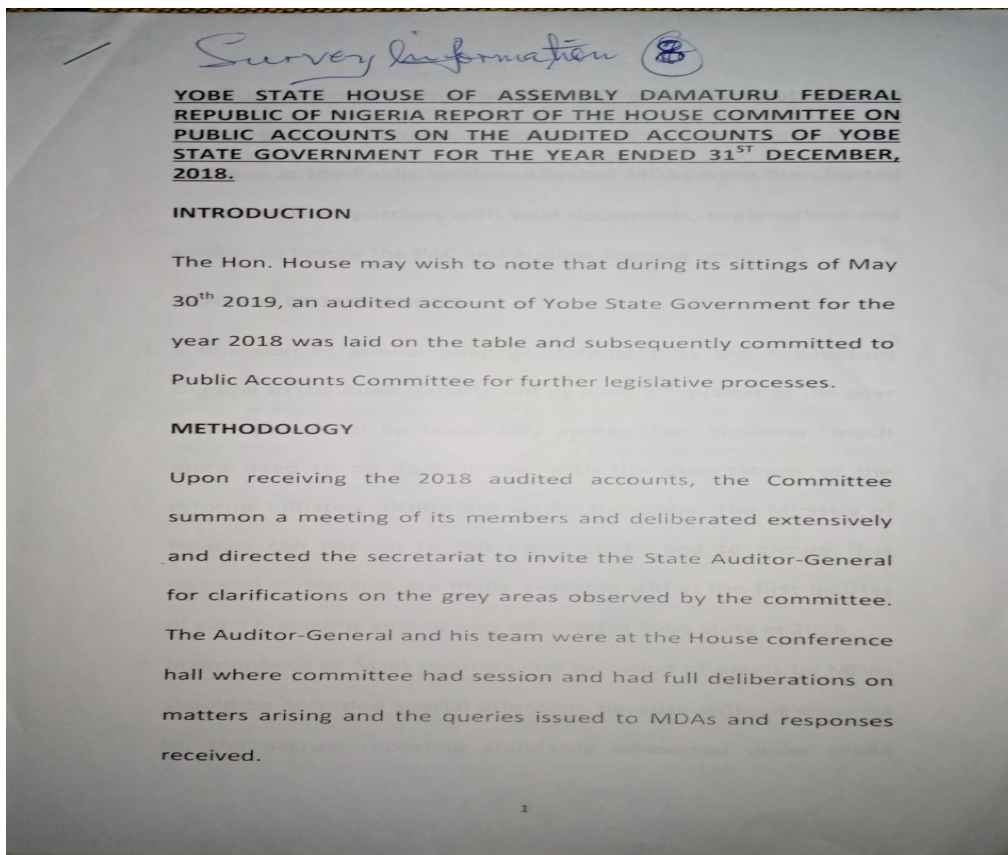 Survey Information 8
YOBE STATE HOUSE OF ASSEMBLY DAMATURU FEDERAL
REPUBLIC OF NIGERIA REPORT OF THE HOUSE COMMITTEE ON
PUBLIC ACCOUNTS ON THE AUDITED ACCOUNTS OF YOBE
STATE GOVERNMENT FOR THE YEAR ENDED 31ST DECEMBER,
2018.
INTRODUCTION
The Hon. House may wish to note that during its sittings of May
30th 2019, an audited account of Yobe State Government for the
year 2018 was laid on the table and subsequently committed to
Public Accounts Committee for further legislative processes.
METHODOLOGY
Upon receiving the 2018 audited accounts, the Committee
summon a meeting of its members and deliberated extensively
and directed the secretariat to invite the State Auditor-General
for clarifications on the grey areas observed by the committee.
The Auditor-General and his team were at the House conference
hall where committee had session and had full deliberations on
matters arising and the queries issued to MDAs and responses
received.
1